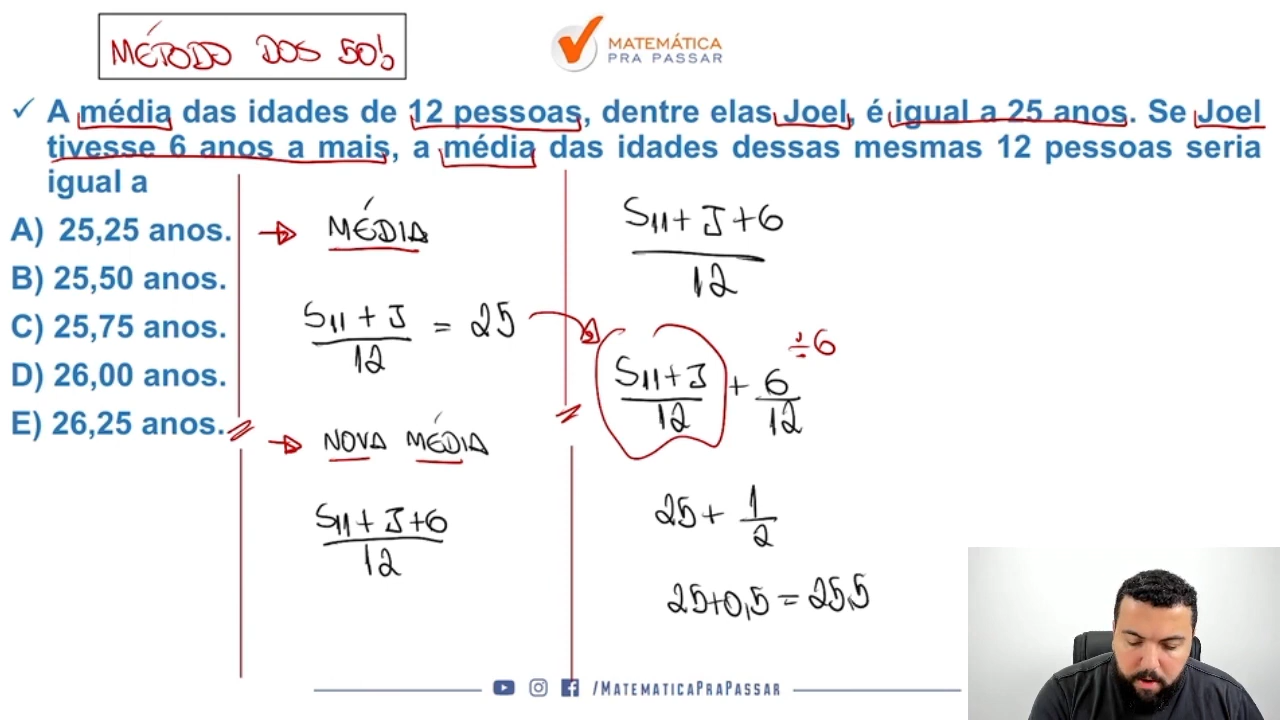 MÉTODO DOS 50!s
MATEMÁTICA
PRA PASSAR
✓ A média das idades de 12 pessoas, dentre elas Joel, é igual a 25 anos. Se Joel
tivesse 6 anos a mais, a média das idades dessas mesmas 12 pessoas seria
igual a
A) 25,25 anos.
B) 25,50 anos.
C) 25,75 anos.
D) 26,00 anos.
E) 26,25 anos.
→ MÉDIA
S11 + J
12
= 25
→ NOVA MÉDIA
S11 + J + 6
12
S11 + J + 6
12
÷6
S11 + J
12
+ 6
12
25 + 1
2
25+0,5 = 25,5
/MATEMATICAPRAPASSAR